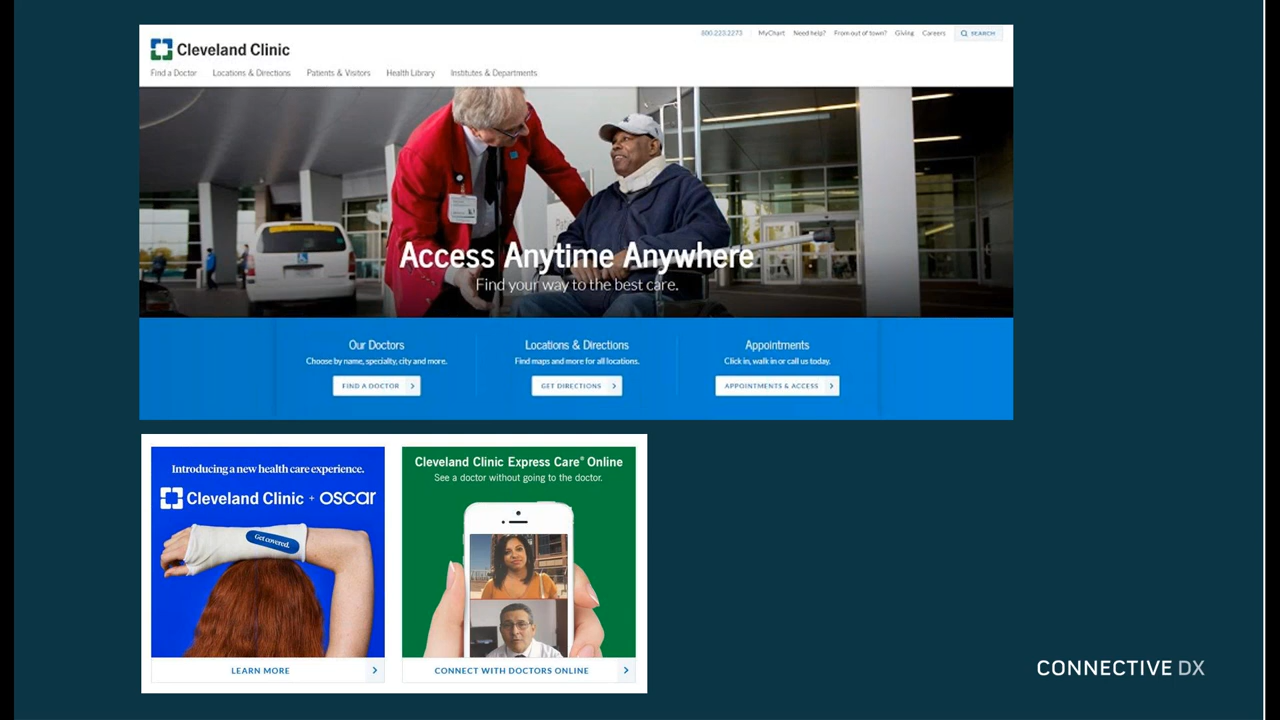 Cleveland Clinic
800.223.2273 MyChart Need help? From out of town? Giving Careers SEARCH
Find a Doctor Locations & Directions Patients & Visitors Health Library Institutes & Departments
Access Anytime Anywhere
Find your way to the best care.
Our Doctors
Choose by name, specialty, city and more.
FIND A DOCTOR
Locations & Directions
Find maps and more for all locations.
GET DIRECTIONS
Appointments
Click in, walk in or call us today.
APPOINTMENTS & ACCESS
Introducing a new health care experience.
Cleveland Clinic + oscar
Get covered.
LEARN MORE
Cleveland Clinic Express Care® Online
See a doctor without going to the doctor.
CONNECT WITH DOCTORS ONLINE
CONNECTIVE DX